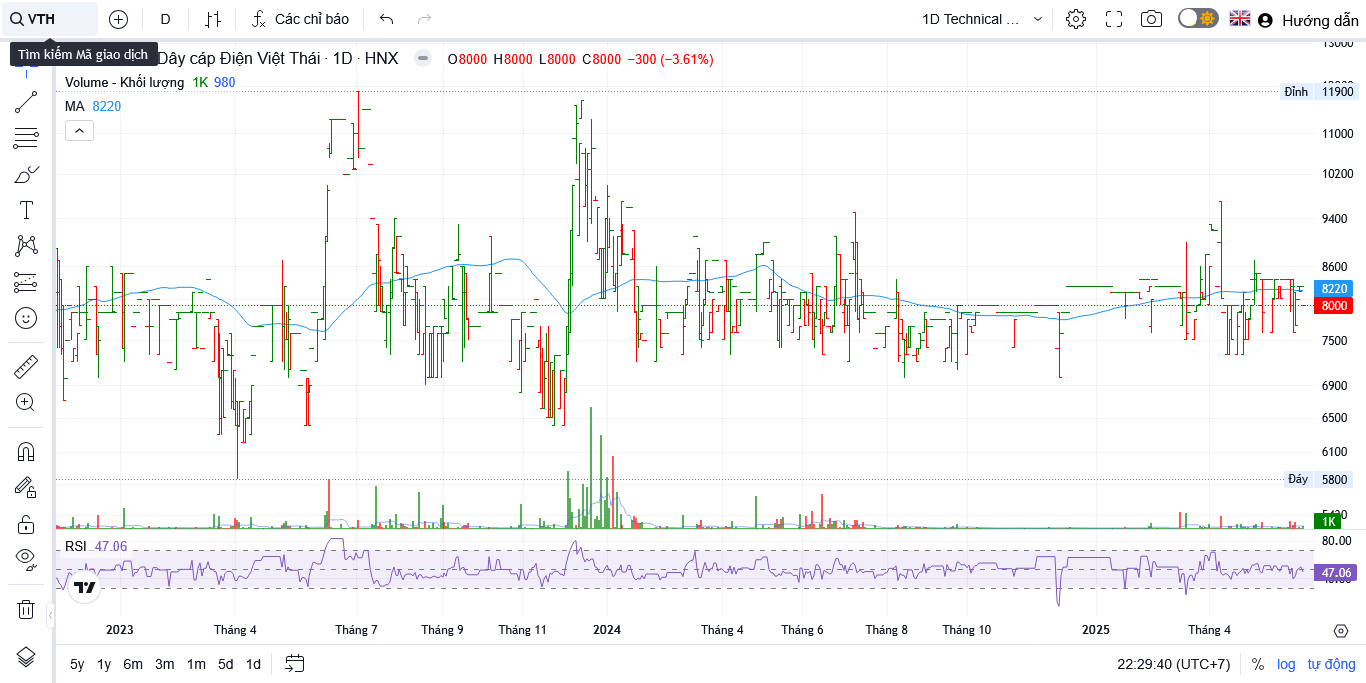 VTH D Các chỉ báo 1D Technical ... Hướng dẫn
Tìm kiếm Mã giao dịch
Dây cáp Điện Việt Thái · 1D · HNX O8000 H8000 L8000 C8000 −300 (−3.61%)
Volume - Khối lượng 1K 980
MA 8220
13000
Đỉnh 11900
11000
10200
9400
8600
8220
8000
7500
6900
6500
6100
Đáy 5800
1K
RSI 47.06
80.00
47.06
2023 Tháng 4 Tháng 7 Tháng 9 Tháng 11 2024 Tháng 4 Tháng 6 Tháng 8 Tháng 10 2025 Tháng 4
5y 1y 6m 3m 1m 5d 1d 22:29:40 (UTC+7) % log tự động